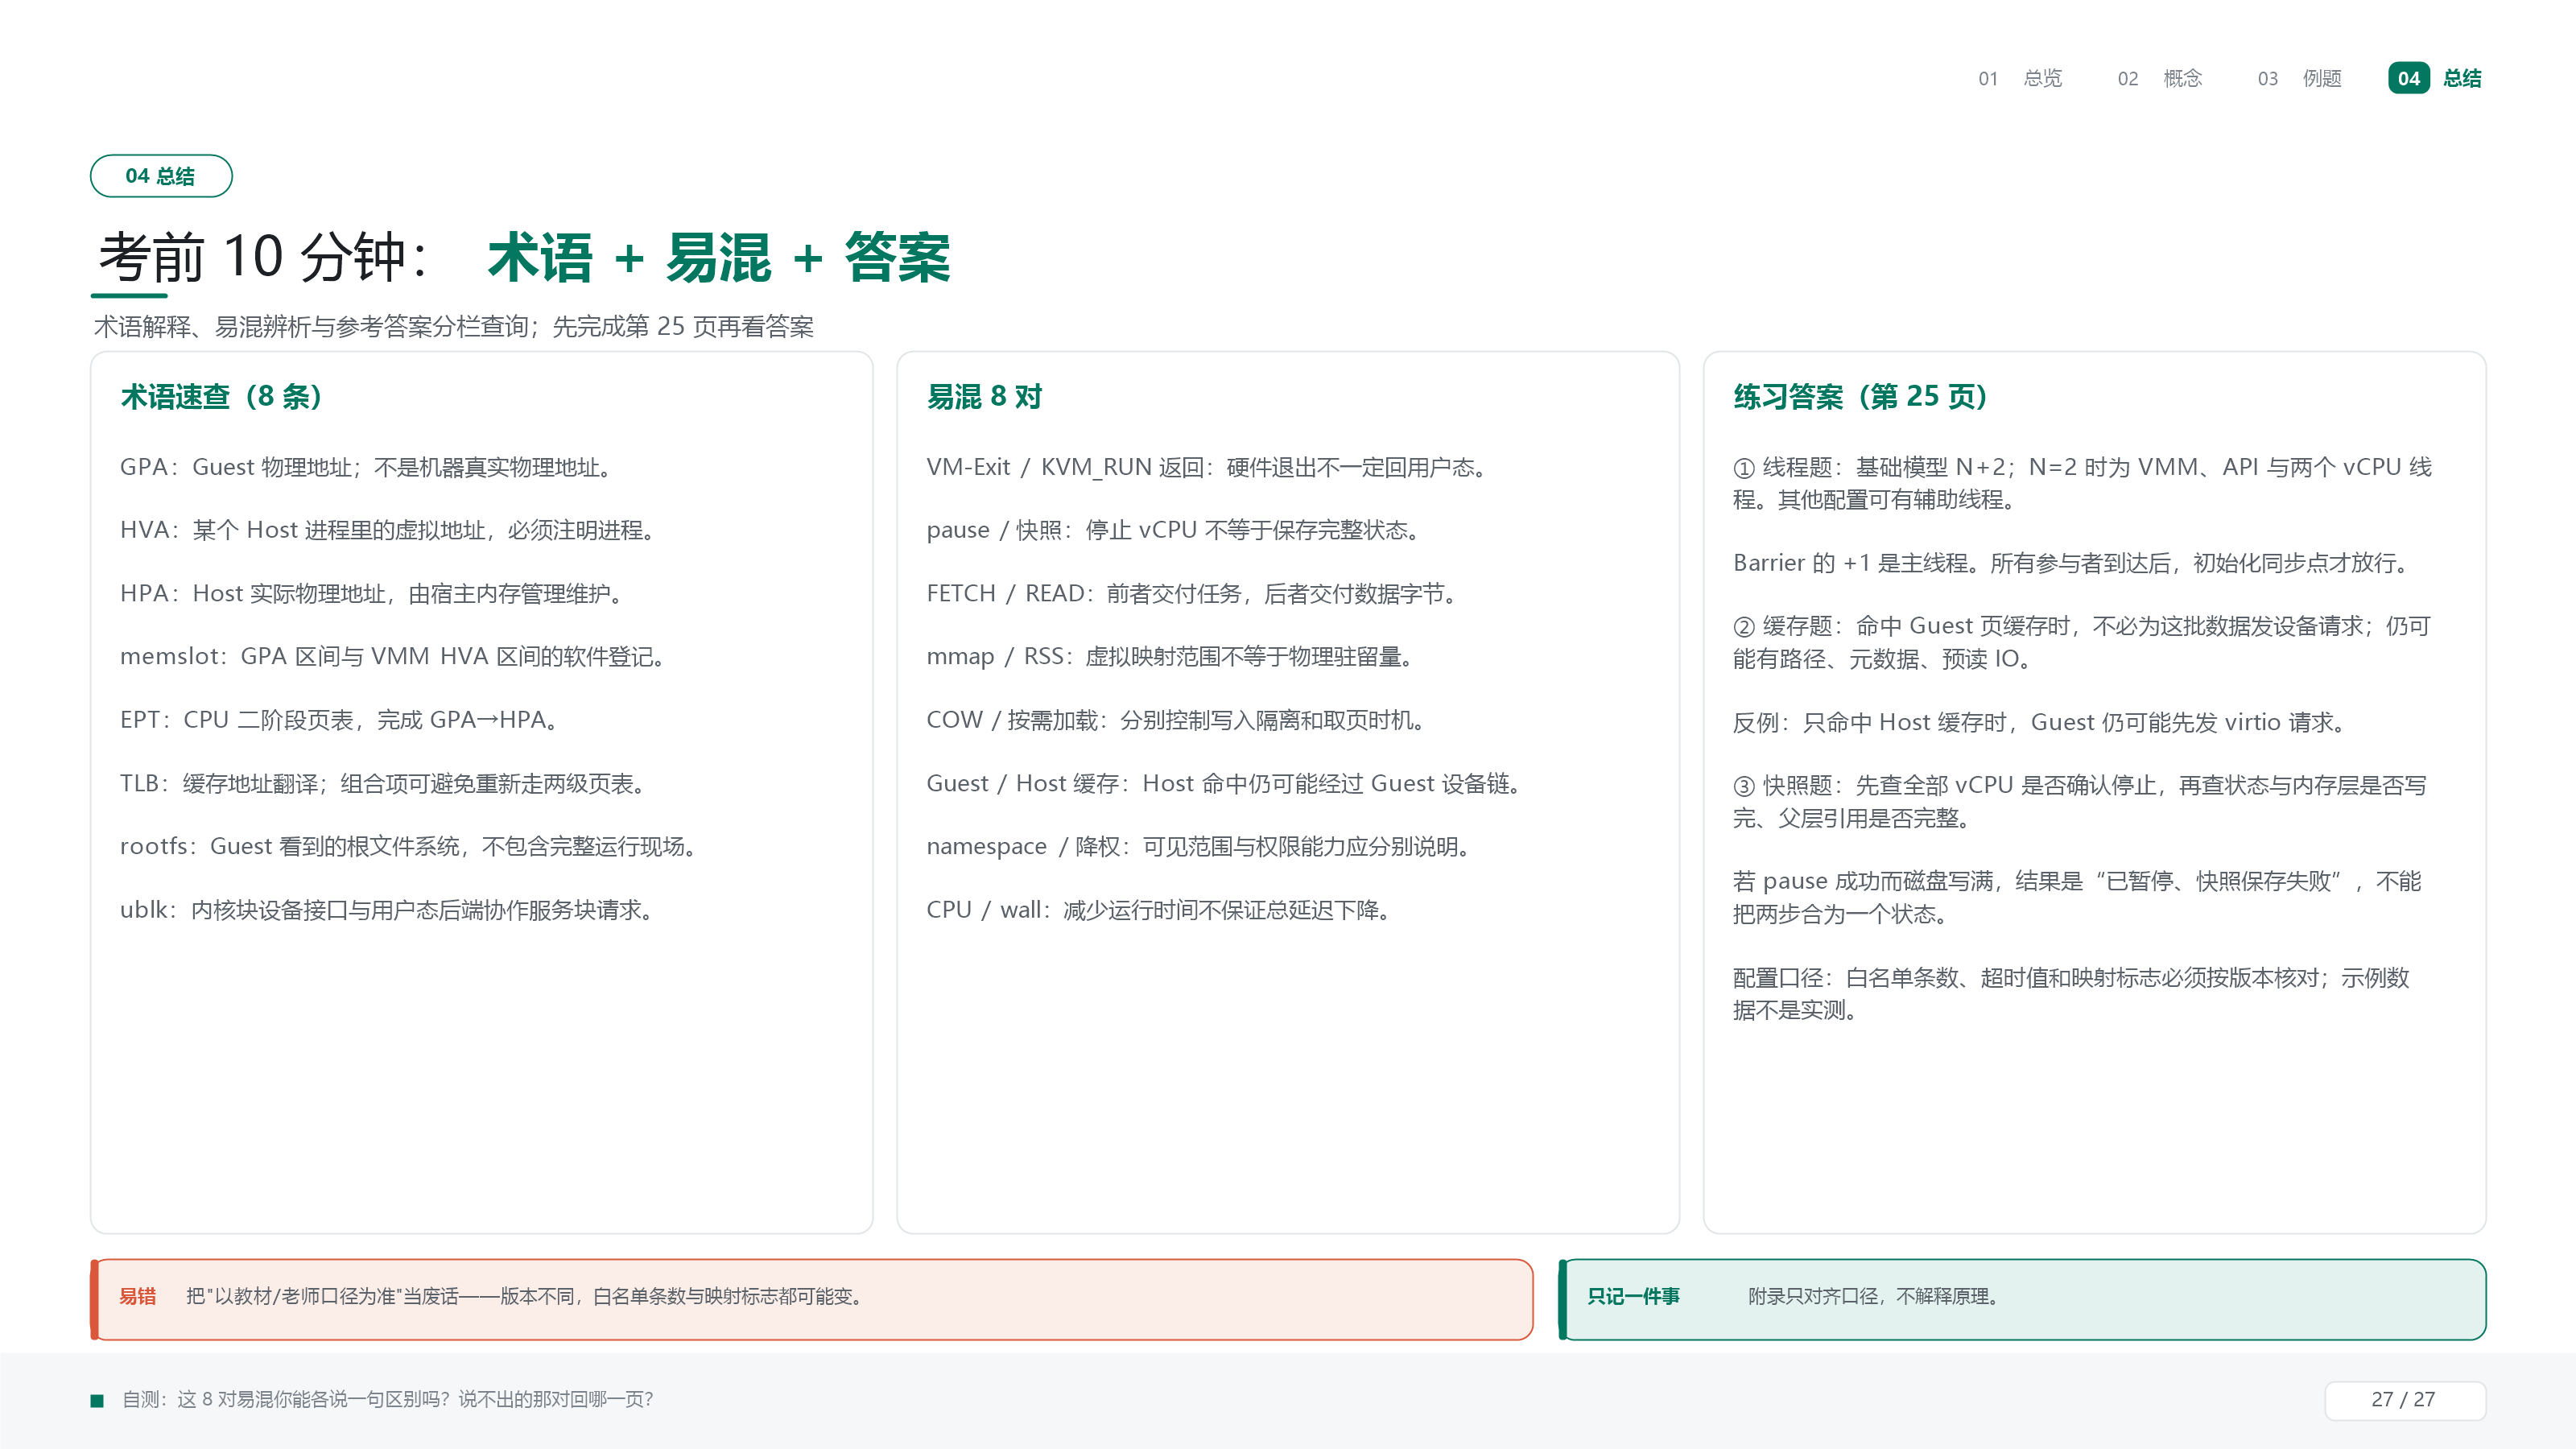 01 总览 02 概念 03 例题 04 总结
04 总结
考前 10 分钟： 术语 + 易混 + 答案
术语解释、易混辨析与参考答案分栏查询；先完成第 25 页再看答案
术语速查（8 条）
GPA：Guest 物理地址；不是机器真实物理地址。
HVA：某个 Host 进程里的虚拟地址，必须注明进程。
HPA：Host 实际物理地址，由宿主内存管理维护。
memslot：GPA 区间与 VMM HVA 区间的软件登记。
EPT：CPU 二阶段页表，完成 GPA→HPA。
TLB：缓存地址翻译；组合项可避免重新走两级页表。
rootfs：Guest 看到的根文件系统，不包含完整运行现场。
ublk：内核块设备接口与用户态后端协作服务块请求。
易混 8 对
VM-Exit / KVM_RUN 返回：硬件退出不一定回用户态。
pause / 快照：停止 vCPU 不等于保存完整状态。
FETCH / READ：前者交付任务，后者交付数据字节。
mmap / RSS：虚拟映射范围不等于物理驻留量。
COW / 按需加载：分别控制写入隔离和取页时机。
Guest / Host 缓存：Host 命中仍可能经过 Guest 设备链。
namespace / 降权：可见范围与权限能力应分别说明。
CPU / wall：减少运行时间不保证总延迟下降。
练习答案（第 25 页）
① 线程题：基础模型 N+2；N=2 时为 VMM、API 与两个 vCPU 线
程。其他配置可有辅助线程。
Barrier 的 +1 是主线程。所有参与者到达后，初始化同步点才放行。
② 缓存题：命中 Guest 页缓存时，不必为这批数据发设备请求；仍可
能有路径、元数据、预读 IO。
反例：只命中 Host 缓存时，Guest 仍可能先发 virtio 请求。
③ 快照题：先查全部 vCPU 是否确认停止，再查状态与内存层是否写
完、父层引用是否完整。
若 pause 成功而磁盘写满，结果是“已暂停、快照保存失败”，不能
把两步合为一个状态。
配置口径：白名单条数、超时值和映射标志必须按版本核对；示例数
据不是实测。
易错 把"以教材/老师口径为准"当废话——版本不同，白名单条数与映射标志都可能变。
只记一件事 附录只对齐口径，不解释原理。
自测：这 8 对易混你能各说一句区别吗？说不出的那对回哪一页？
27 / 27